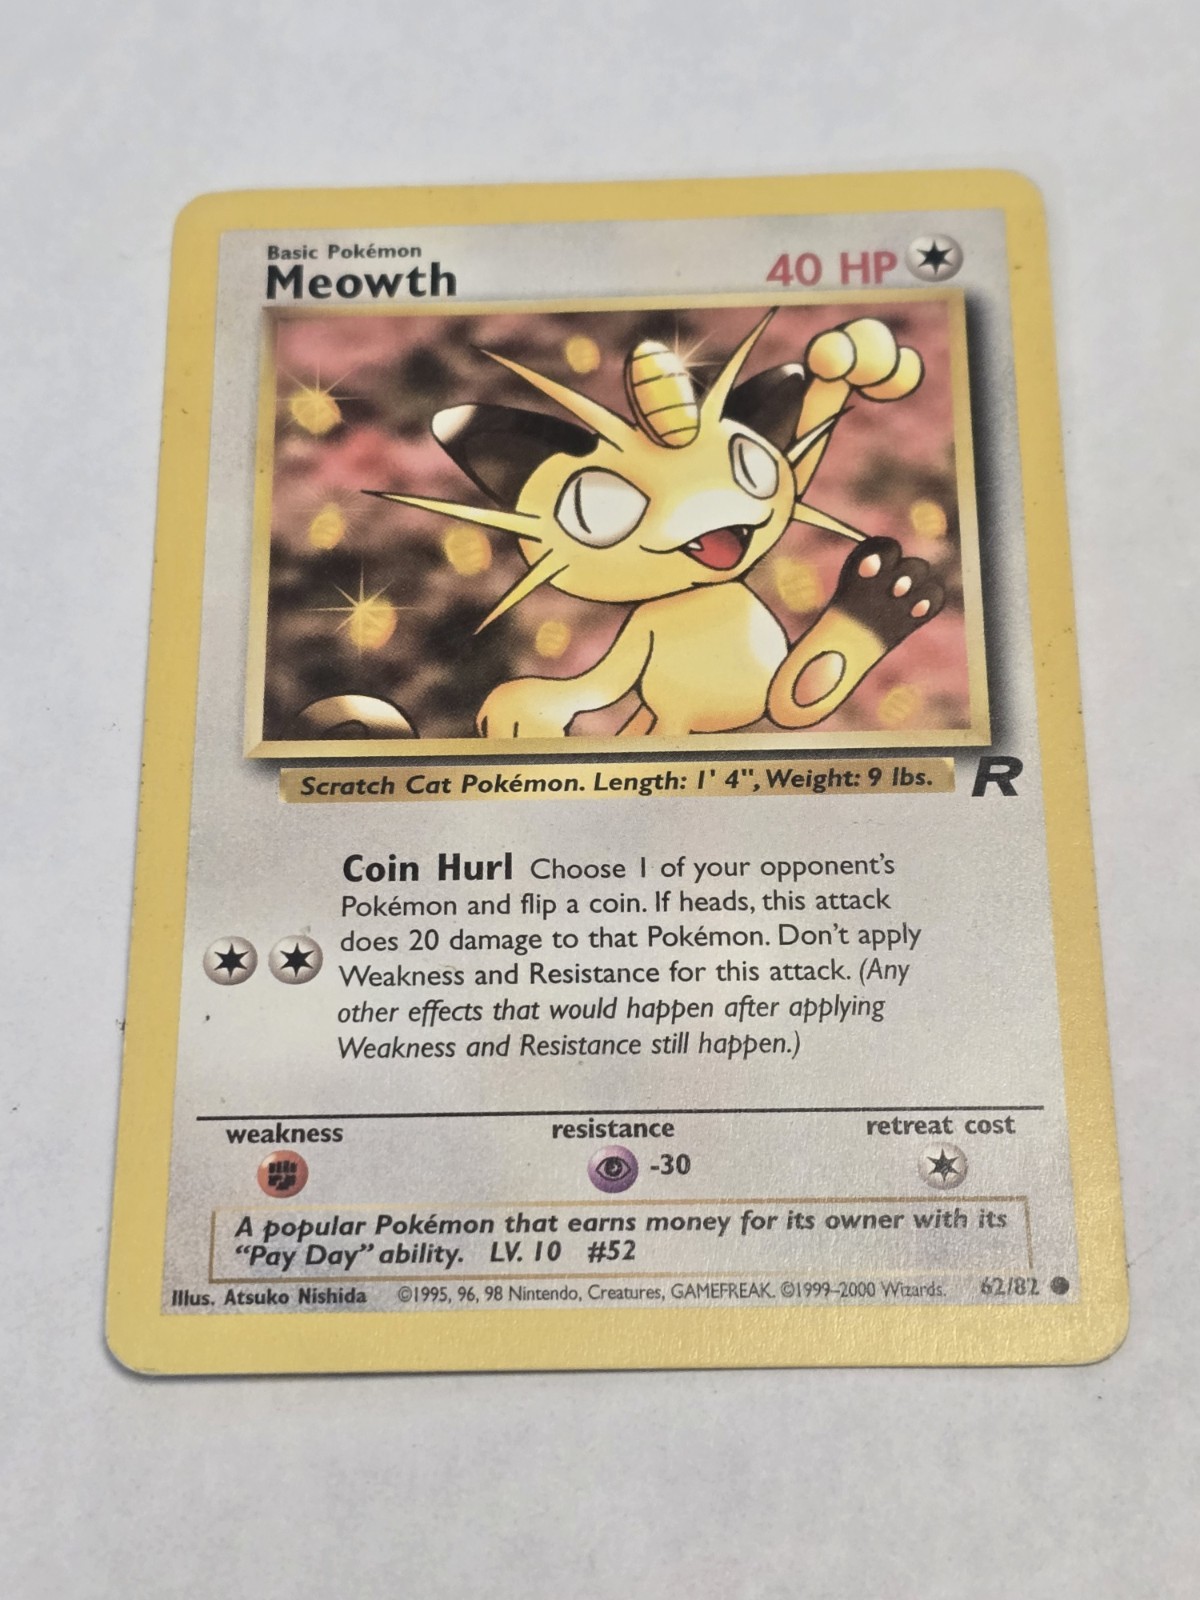 Basic Pokémon
Meowth
40 HP
Scratch Cat Pokémon. Length: 1' 4", Weight: 9 lbs.
R
Coin Hurl Choose 1 of your opponent's
Pokémon and flip a coin. If heads, this attack
does 20 damage to that Pokémon. Don't apply
Weakness and Resistance for this attack. (Any
other effects that would happen after applying
Weakness and Resistance still happen.)
weakness resistance retreat cost
-30
A popular Pokémon that earns money for its owner with its
"Pay Day" ability. LV. 10 #52
Illus. Atsuko Nishida ©1995, 96, 98 Nintendo, Creatures, GAMEFREAK. ©1999–2000 Wizards. 62/82